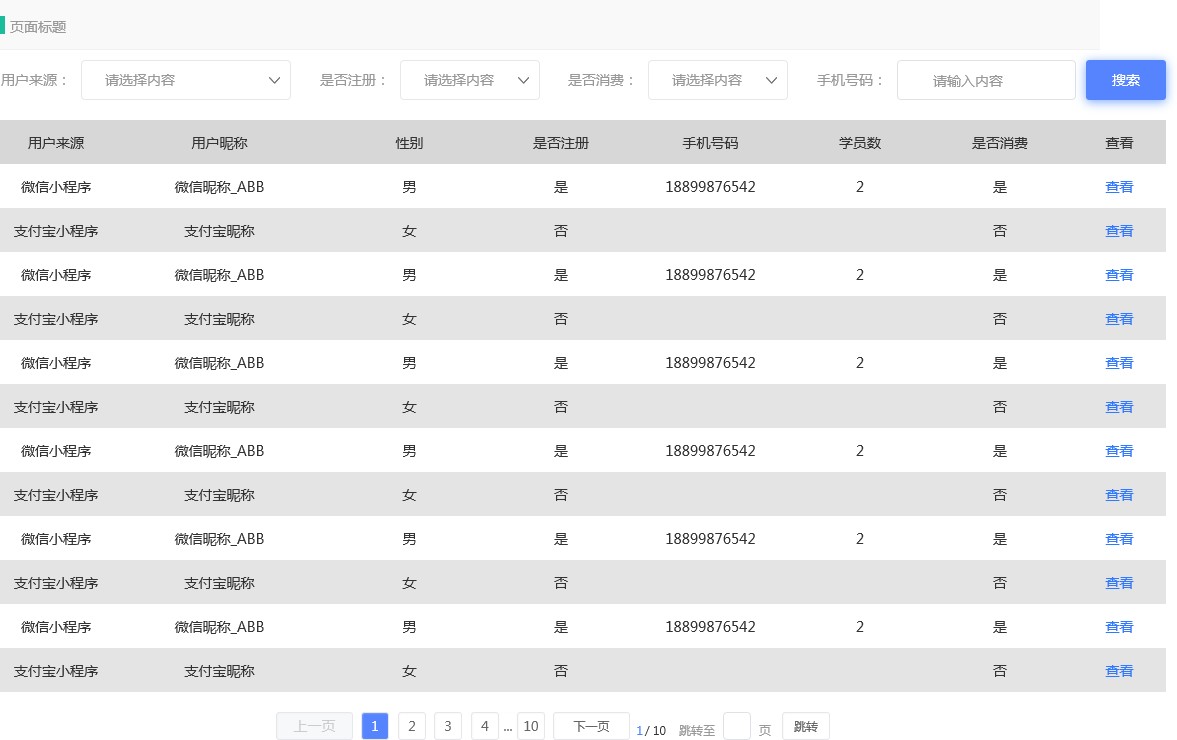 页面标题
用户来源： 请选择内容 是否注册： 请选择内容 是否消费： 请选择内容 手机号码： 请输入内容 搜索
用户来源 用户昵称 性别 是否注册 手机号码 学员数 是否消费 查看
微信小程序 微信昵称_ABB 男 是 18899876542 2 是 查看
支付宝小程序 支付宝昵称 女 否 否 查看
微信小程序 微信昵称_ABB 男 是 18899876542 2 是 查看
支付宝小程序 支付宝昵称 女 否 否 查看
微信小程序 微信昵称_ABB 男 是 18899876542 2 是 查看
支付宝小程序 支付宝昵称 女 否 否 查看
微信小程序 微信昵称_ABB 男 是 18899876542 2 是 查看
支付宝小程序 支付宝昵称 女 否 否 查看
微信小程序 微信昵称_ABB 男 是 18899876542 2 是 查看
支付宝小程序 支付宝昵称 女 否 否 查看
微信小程序 微信昵称_ABB 男 是 18899876542 2 是 查看
支付宝小程序 支付宝昵称 女 否 否 查看
上一页 1 2 3 4 ... 10 下一页 1/10 跳转至 页 跳转